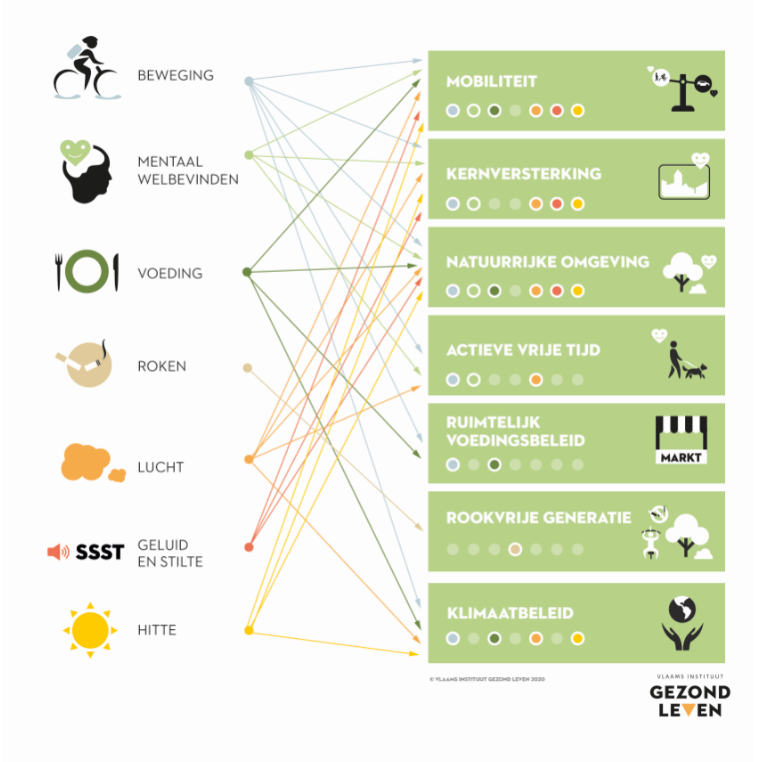 BEWEGING
MENTAAL
WELBEVINDEN
VOEDING
ROKEN
LUCHT
SSST
GELUID
EN STILTE
HITTE
MOBILITEIT
KERNVERSTERKING
NATUURRIJKE OMGEVING
ACTIEVE VRIJE TIJD
RUIMTELIJK
VOEDINGSBELEID
MARKT
ROOKVRIJE GENERATIE
KLIMAATBELEID
© VLAAMS INSTITUUT GEZOND LEVEN 2020
VLAAMS INSTITUUT
GEZOND
LEVEN